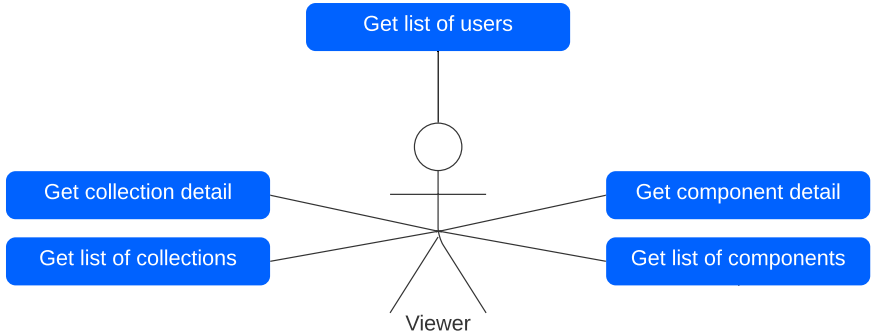 Get list of users
Get collection detail
Get component detail
Get list of collections
Get list of components
Viewer